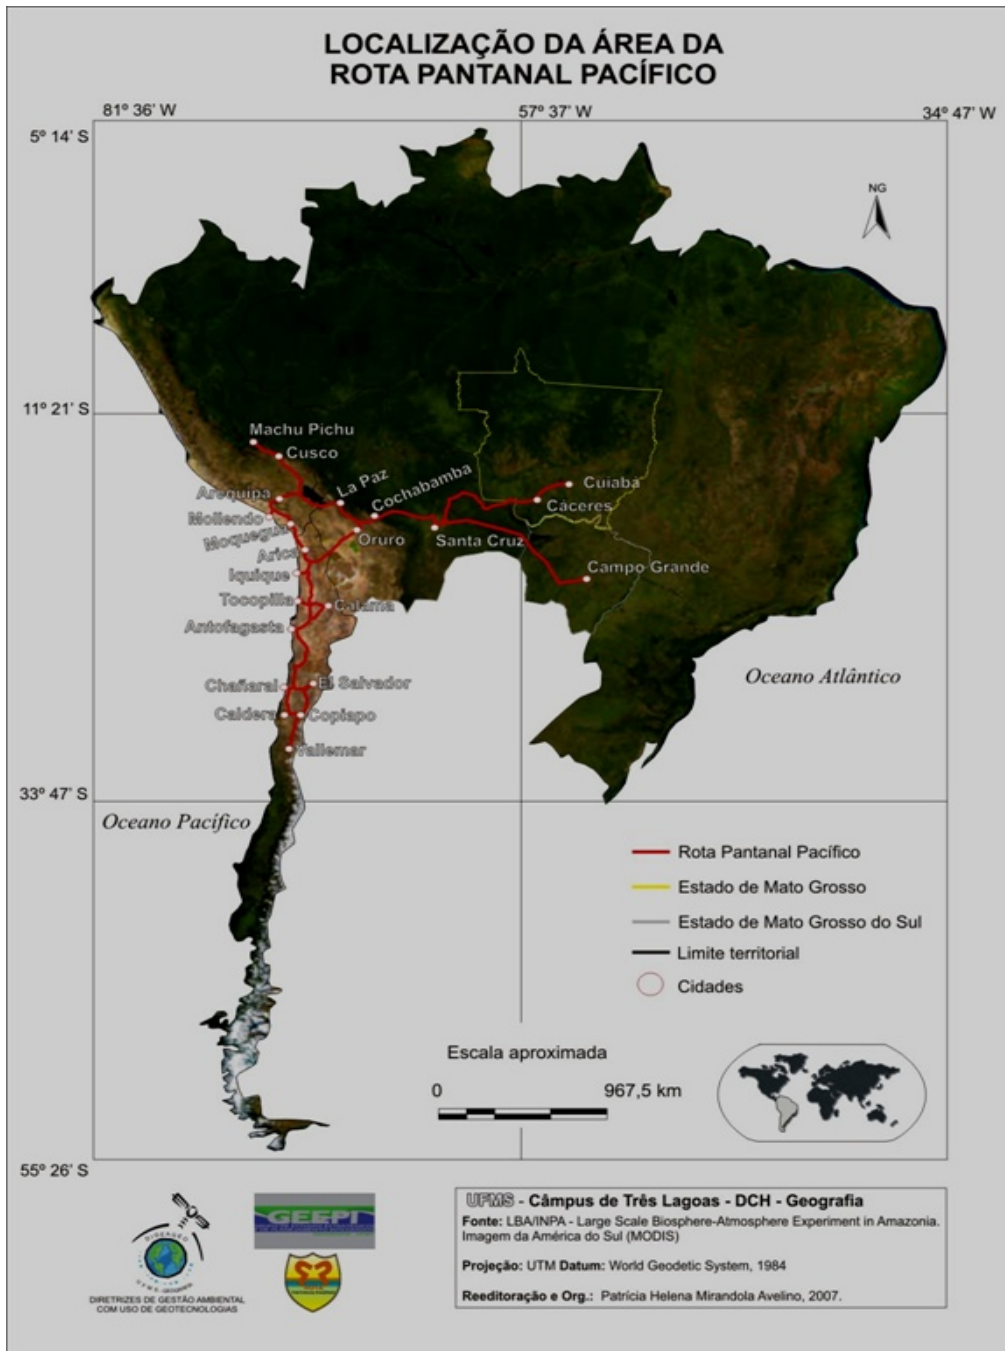 LOCALIZAÇÃO DA ÁREA DA
ROTA PANTANAL PACÍFICO
81º 36' W
57º 37' W
34º 47' W
5º 14' S
NG
11º 21' S
Machu Pichu
Cusco
La Paz
Cochabamba
Cuiabá
Arequipa
Cáceres
Mollendo
Moquegua
Oruro
Santa Cruz
Arica
Iquique
Campo Grande
Tocopilla
Calama
Antofagasta
Oceano Atlântico
Chañaral
El Salvador
Caldera
Copiapo
Vallemar
33º 47' S
Oceano Pacífico
Rota Pantanal Pacífico
Estado de Mato Grosso
Estado de Mato Grosso do Sul
Limite territorial
Cidades
Escala aproximada
0
967,5 km
55º 26' S
UFMS - Câmpus de Três Lagoas - DCH - Geografia
Fonte: LBA/INPA - Large Scale Biosphere-Atmosphere Experiment in Amazonia.
Imagem da América do Sul (MODIS)
Projeção: UTM Datum: World Geodetic System, 1984
Reeditoração e Org.: Patrícia Helena Mirandola Avelino, 2007.
GEEPI
DIGEAGEO
UFMS - GEOGRAFIA
DIRETRIZES DE GESTÃO AMBIENTAL
COM USO DE GEOTECNOLOGIAS